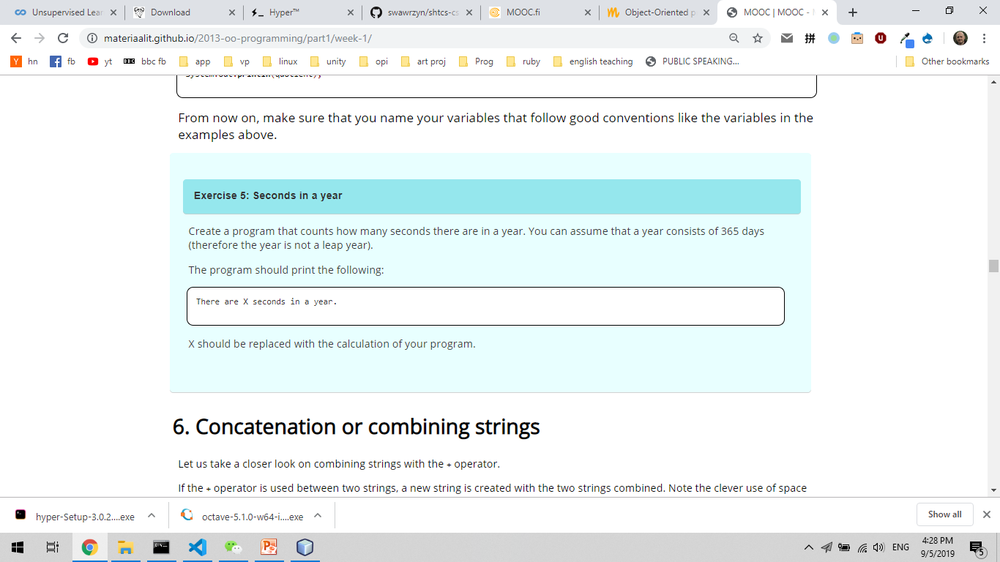 Unsupervised Lear
Download
Hyper™
swawrzyn/shtcs-cs
MOOC.fi
Object-Oriented p
MOOC | MOOC -
materiaalit.github.io/2013-oo-programming/part1/week-1/
hn
fb
yt
BBC bbc fb
app
vp
linux
unity
opi
art proj
Prog
ruby
english teaching
PUBLIC SPEAKING...
Other bookmarks
From now on, make sure that you name your variables that follow good conventions like the variables in the
examples above.
Exercise 5: Seconds in a year
Create a program that counts how many seconds there are in a year. You can assume that a year consists of 365 days
(therefore the year is not a leap year).
The program should print the following:
There are X seconds in a year.
X should be replaced with the calculation of your program.
6. Concatenation or combining strings
Let us take a closer look on combining strings with the + operator.
If the + operator is used between two strings, a new string is created with the two strings combined. Note the clever use of space
hyper-Setup-3.0.2....exe
octave-5.1.0-w64-i....exe
Show all
ENG
4:28 PM
9/5/2019
5